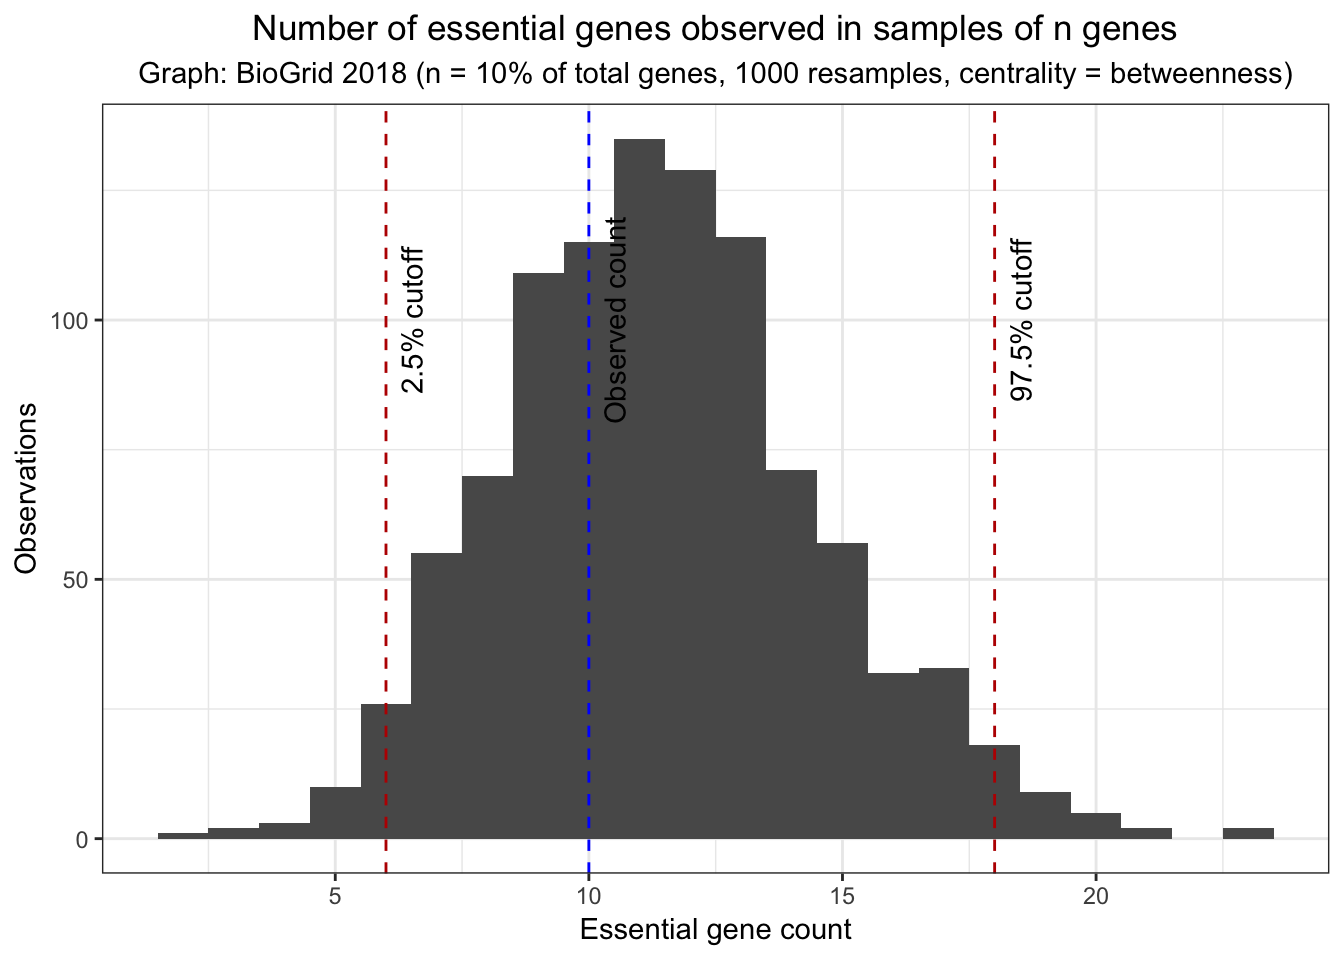 Number of essential genes observed in samples of n genes
Graph: BioGrid 2018 (n = 10% of total genes, 1000 resamples, centrality = betweenness)
Observations
100
50
0
2.5% cutoff
Observed count
97.5% cutoff
5
10
15
20
Essential gene count